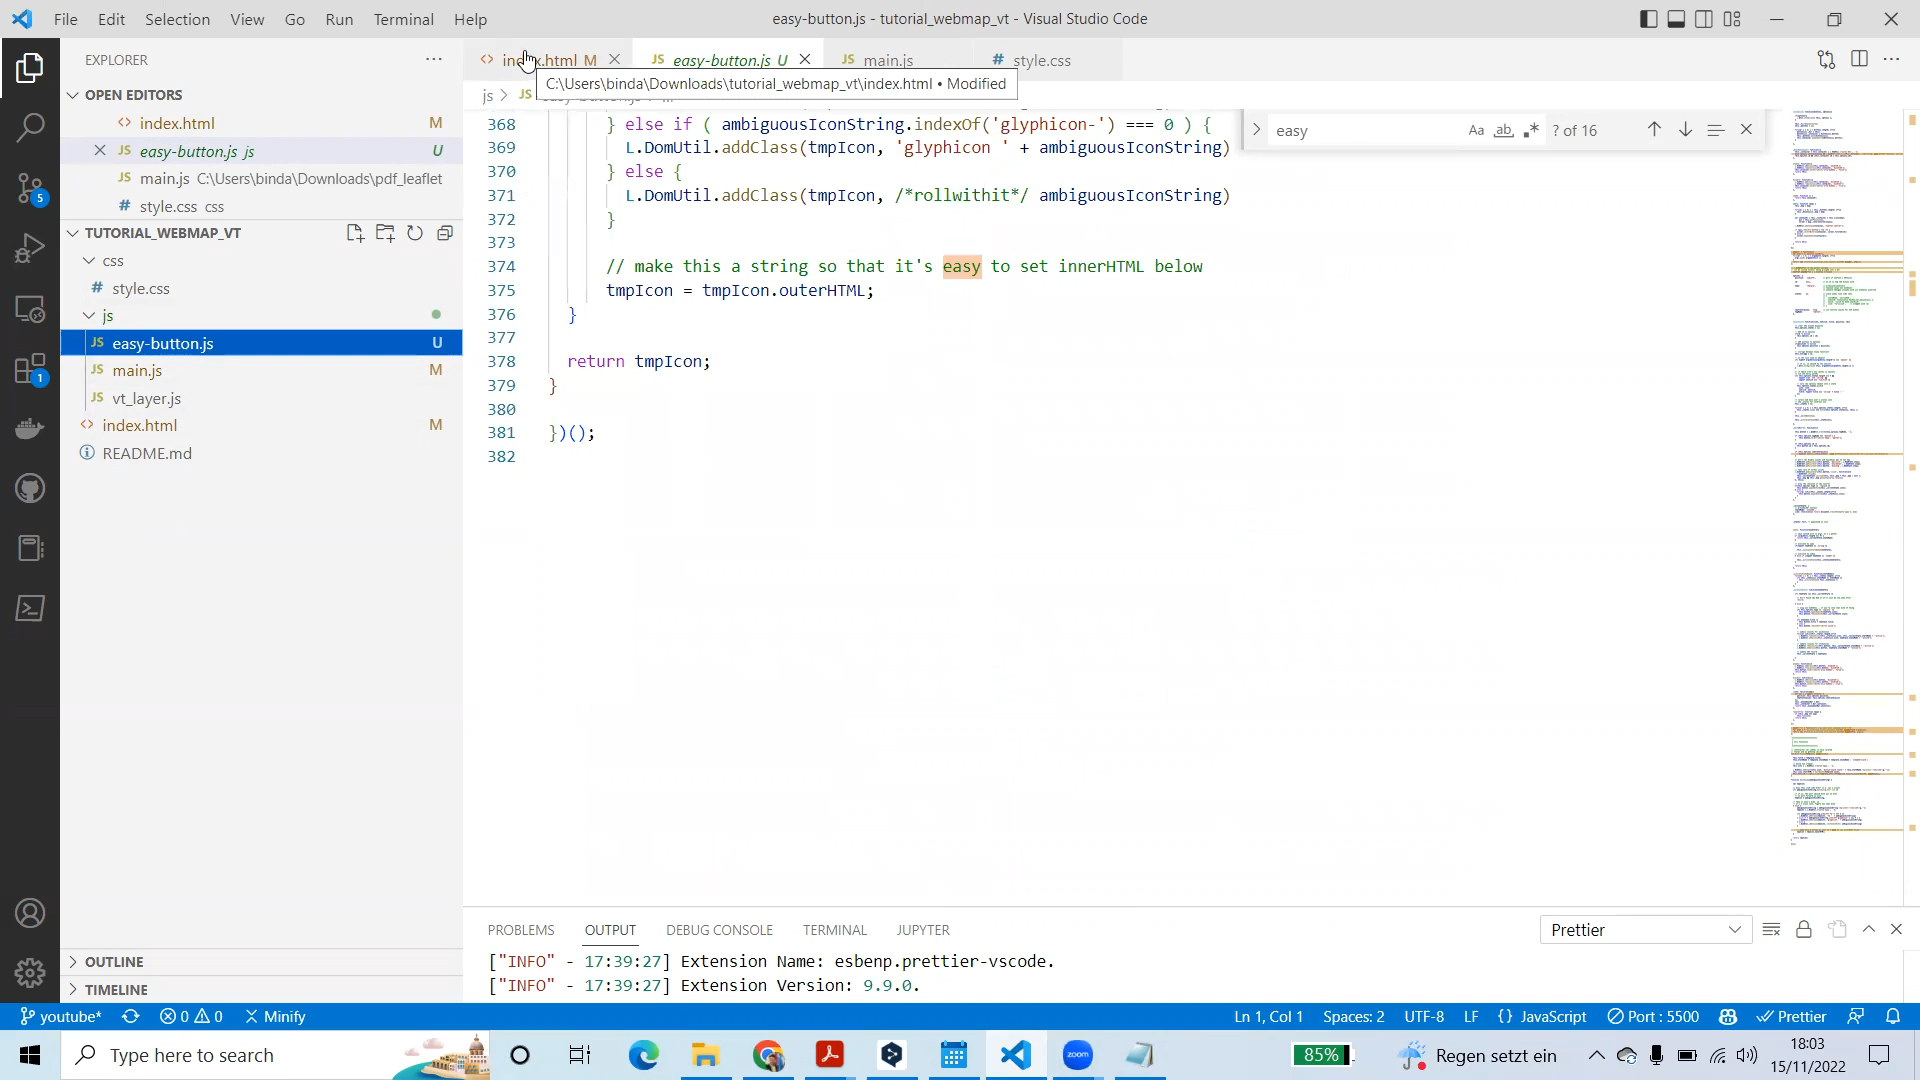 File Edit Selection View Go Run Terminal Help
easy-button.js - tutorial_webmap_vt - Visual Studio Code
EXPLORER
index.html M
easy-button.js U
main.js
style.css
C:\Users\binda\Downloads\tutorial_webmap_vt\index.html • Modified
js
OPEN EDITORS
index.html M
easy-button.js js U
main.js C:\Users\binda\Downloads\pdf_leaflet
style.css css
TUTORIAL_WEBMAP_VT
css
style.css
js
easy-button.js U
main.js M
vt_layer.js
index.html M
README.md
OUTLINE
TIMELINE
easy
? of 16
368 } else if ( ambiguousIconString.indexOf('glyphicon-') === 0 ) {
369 L.DomUtil.addClass(tmpIcon, 'glyphicon ' + ambiguousIconString)
370 } else {
371 L.DomUtil.addClass(tmpIcon, /*rollwithit*/ ambiguousIconString)
372 }
373
374 // make this a string so that it's easy to set innerHTML below
375 tmpIcon = tmpIcon.outerHTML;
376 }
377
378 return tmpIcon;
379 }
380
381 })();
382
PROBLEMS OUTPUT DEBUG CONSOLE TERMINAL JUPYTER
Prettier
["INFO" - 17:39:27] Extension Name: esbenp.prettier-vscode.
["INFO" - 17:39:27] Extension Version: 9.9.0.
youtube* 0 0 Minify
Ln 1, Col 1 Spaces: 2 UTF-8 LF {} JavaScript Port : 5500 Prettier
Type here to search
85%
Regen setzt ein
18:03
15/11/2022